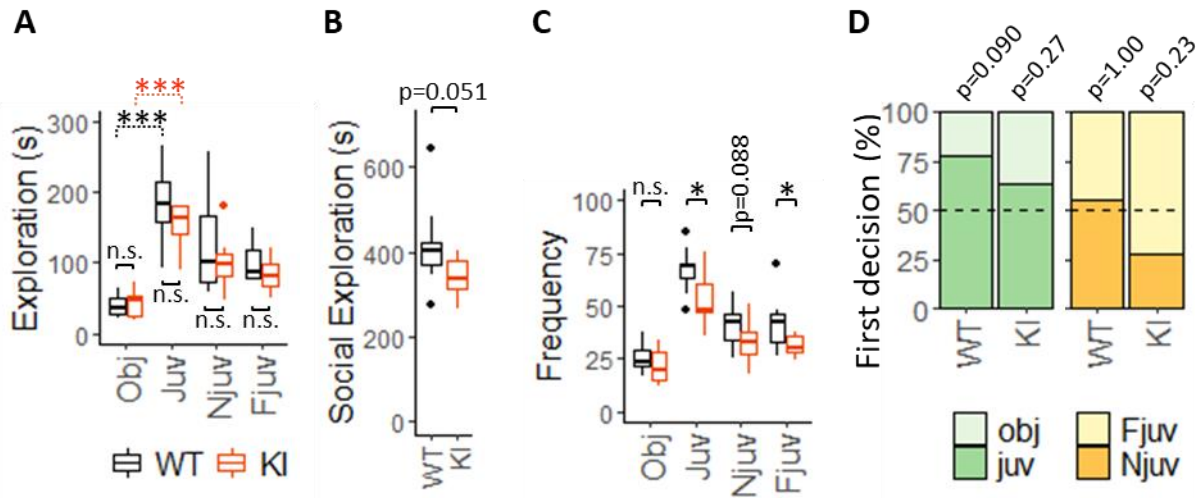 A
Exploration (s)
300
200
100
0
***
***
n.s.
n.s.
n.s.
n.s.
Obj
Juv
Njuv
Fjuv
WT
KI
B
p=0.051
Social Exploration (s)
600
400
200
0
WT
KI
C
Frequency
100
75
50
25
0
n.s.
*
p=0.088
*
Obj
Juv
Njuv
Fjuv
D
p=0.090
p=0.27
p=1.00
p=0.23
First decision (%)
100
75
50
25
0
WT
KI
WT
KI
obj
juv
Fjuv
Njuv